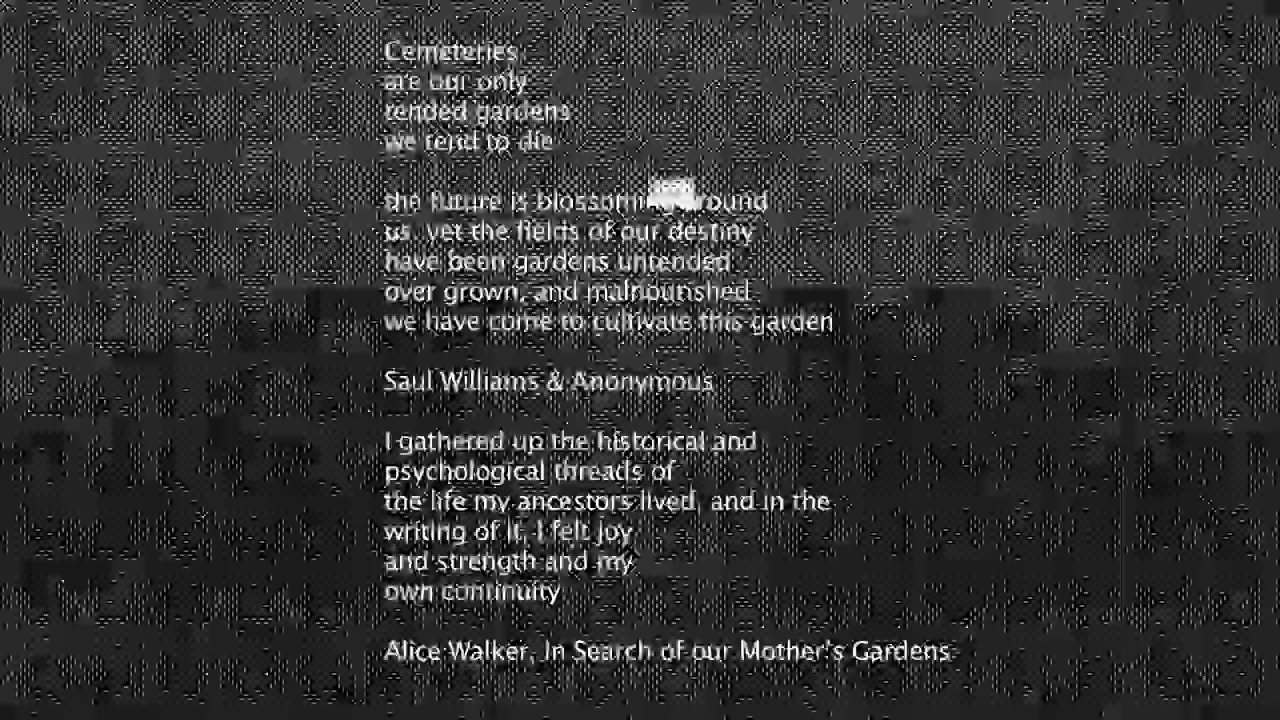 Cemeteries
are our only
tended gardens
we tend to die
the future is blossoming around
us, yet the fields of our destiny
have been gardens untended
over grown, and malnourished
we have come to cultivate this garden
Saul Williams & Anonymous
I gathered up the historical and
psychological threads of
the life my ancestors lived, and in the
writing of it, I felt joy
and strength and my
own continuity
Alice Walker, In Search of our Mother's Gardens